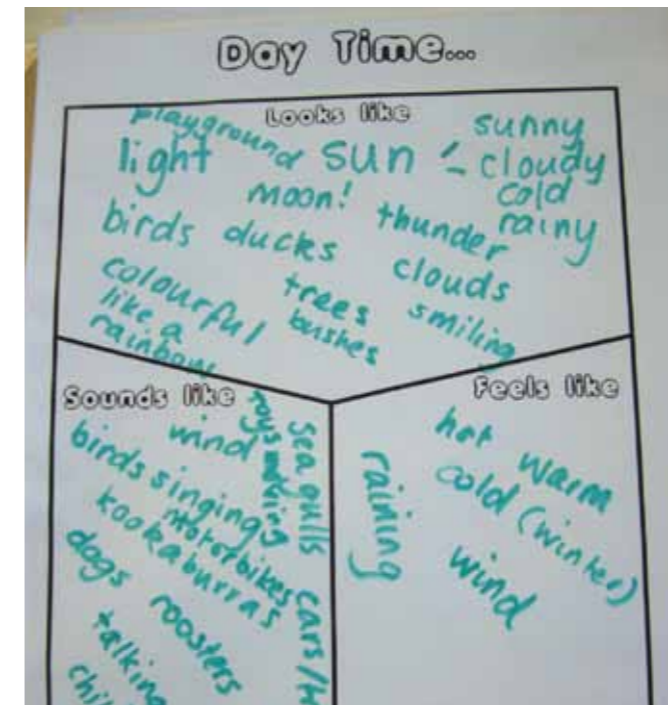 Day Time...
Looks like
playground
light
sun - sunny
cloudy
cold
rainy
moon!
thunder
birds ducks
clouds
colourful
like a
rainbow
trees
bushes
smiling
Sounds like
wind
toys
sea gulls
birds singing
motorbikes
kookaburras
cars/
dogs
roosters
talking
Feels like
hot warm
cold (winter)
raining
wind